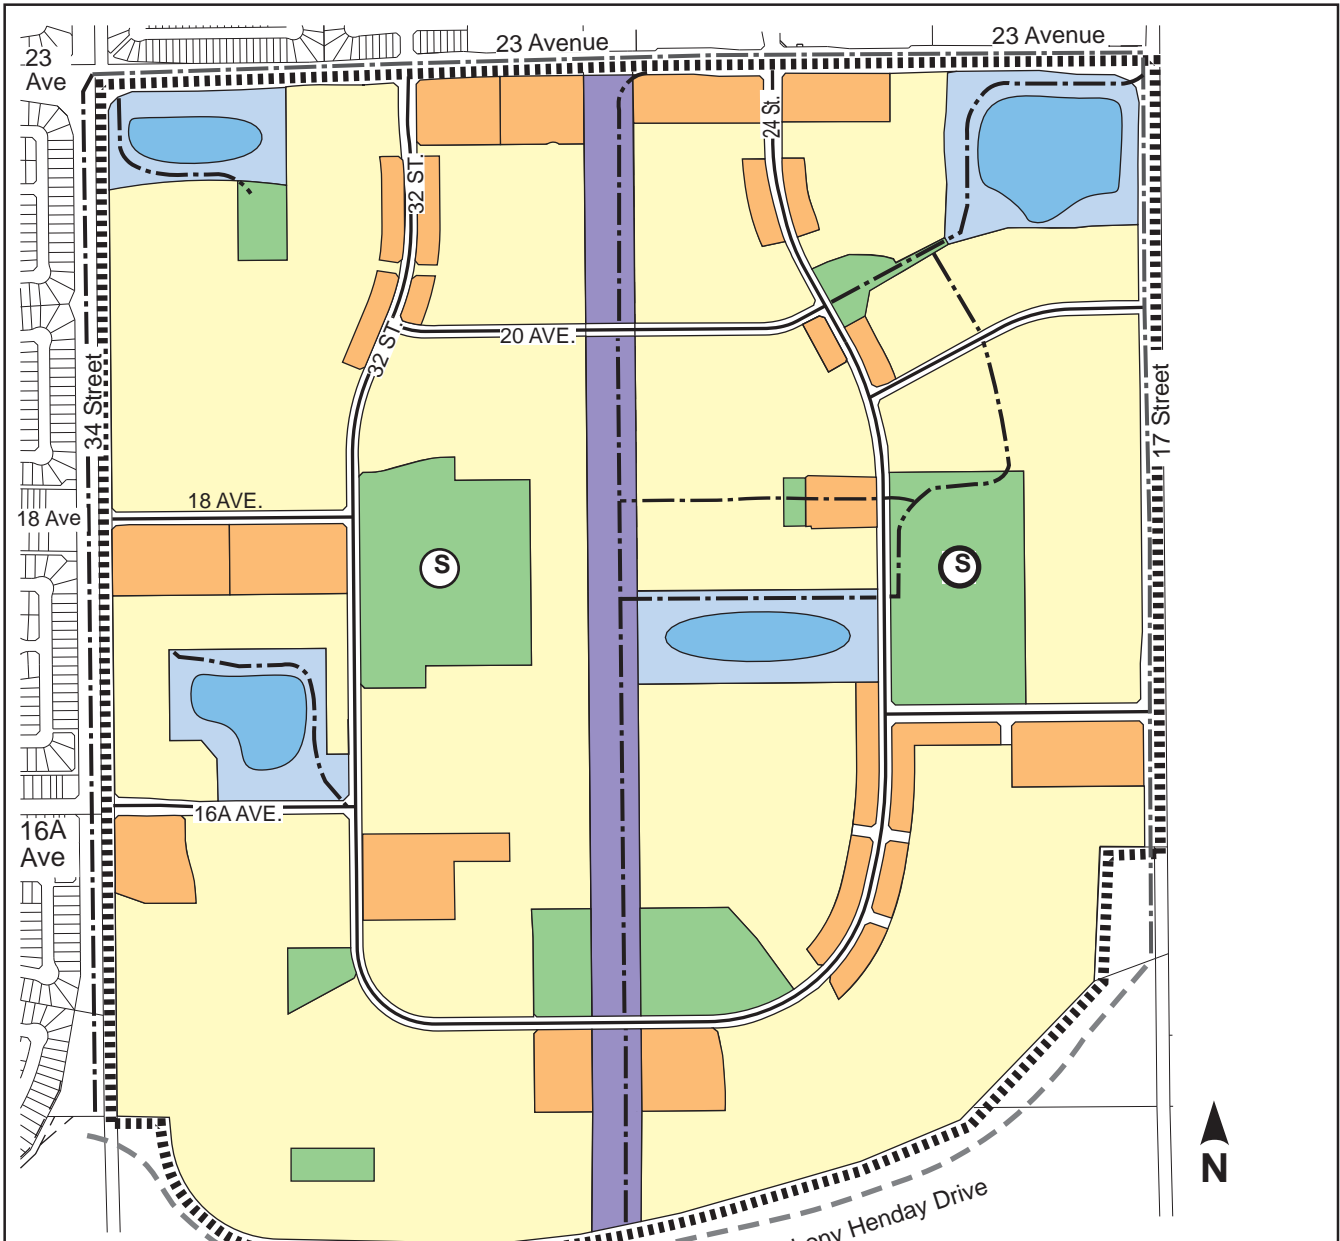 23 Avenue
23 Avenue
23
Ave
24 St.
32 ST.
32 ST.
20 AVE.
34 Street
17 Street
18 AVE.
18 Ave
S
S
16A AVE.
16A
Ave
N
Henday Drive